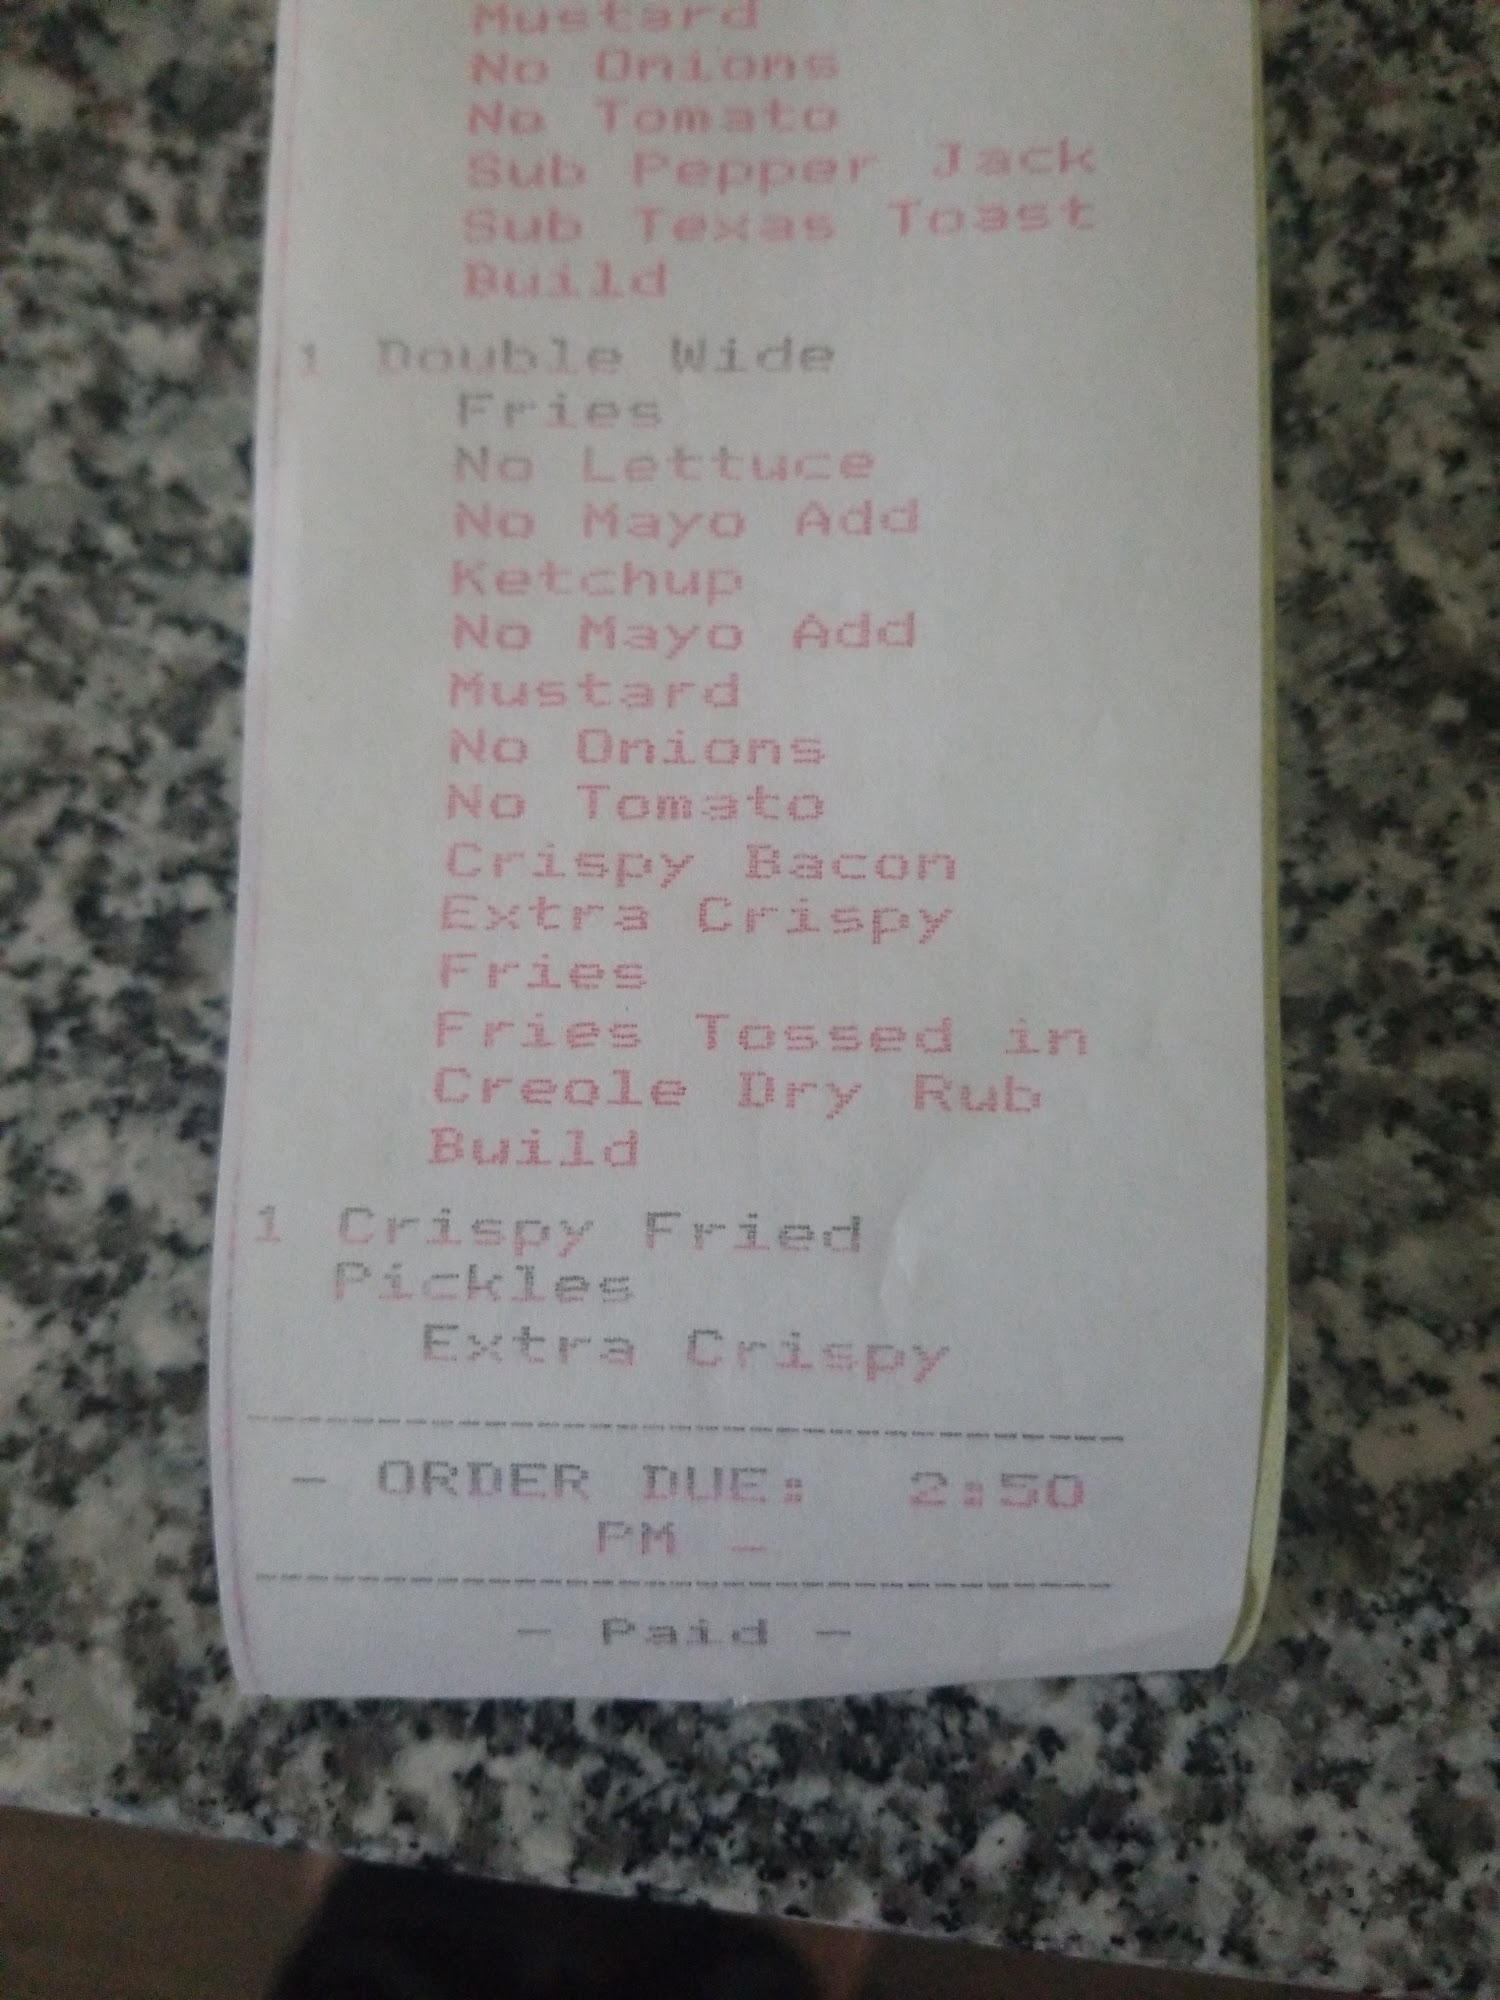 Mustard
No Onions
No Tomato
Sub Pepper Jack
Sub Texas Toast
Build
1 Double Wide
Fries
No Lettuce
No Mayo Add
Ketchup
No Mayo Add
Mustard
No Onions
No Tomato
Crispy Bacon
Extra Crispy
Fries
Fries Tossed in
Creole Dry Rub
Build
1 Crispy Fried
Pickles
Extra Crispy
- ORDER DUE: 2:50
PM -
- Paid -